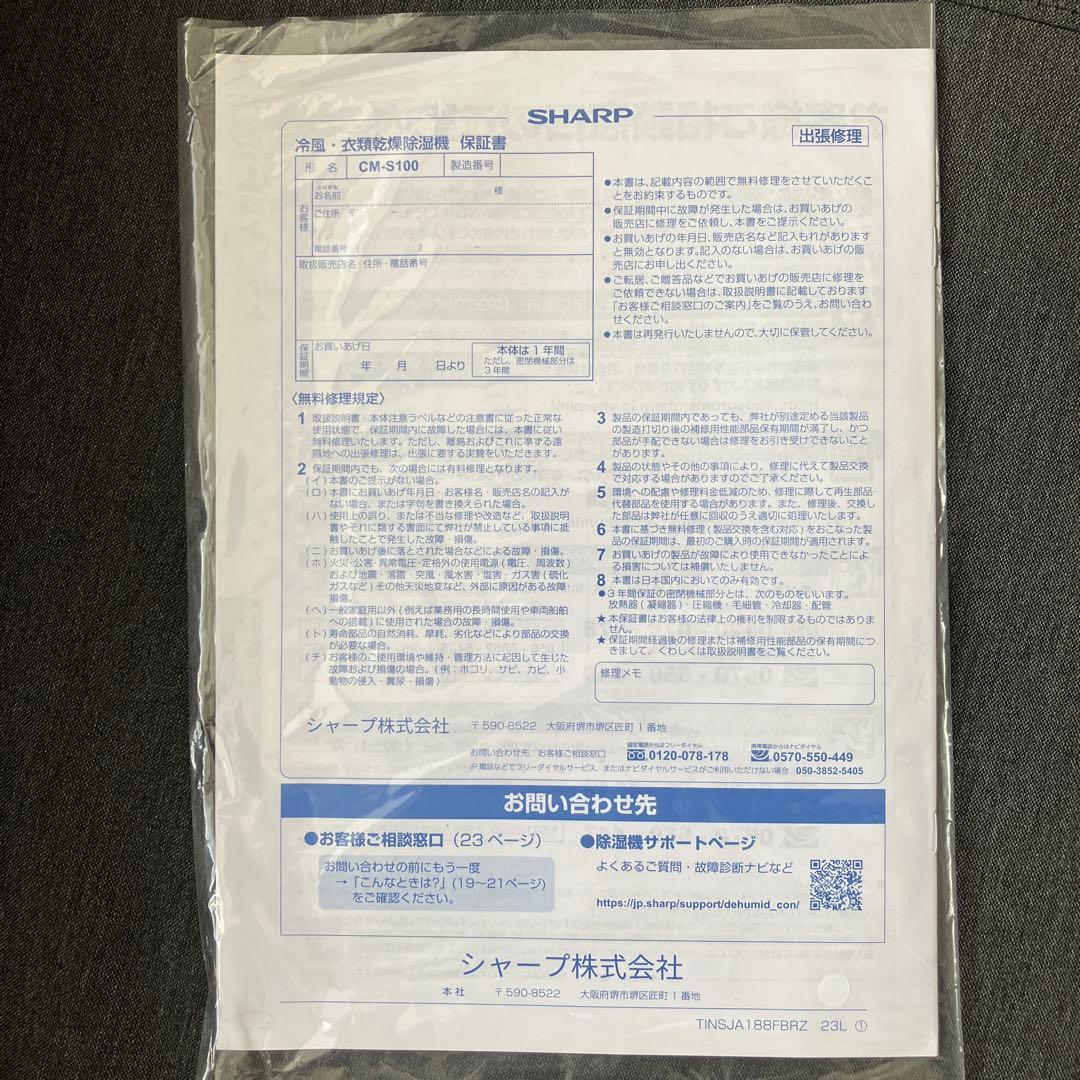 SHARP
冷風・衣類乾燥除湿機 保証書
出張修理
形 名 CM-S100 製造番号
お客様
ふりがな
お名前 様
ご住所 〒 －
電話番号 ( ) －
取扱販売店名・住所・電話番号
保証期間
お買いあげ日
年 月 日より
本体は1年間
ただし、密閉機械部分は
3年間
●本書は、記載内容の範囲で無料修理をさせていただくこ
とをお約束するものです。
●保証期間中に故障が発生した場合は、お買いあげの
販売店に修理をご依頼し、本書をご提示ください。
●お買いあげの年月日、販売店名など記入もれがあります
と無効となります。記入のない場合は、お買いあげの販
売店にお申し出ください。
●ご転居、ご贈答品などでお買いあげの販売店に修理を
ご依頼できない場合は、取扱説明書に記載しております
「お客様ご相談窓口のご案内」をご覧のうえ、お問い合わ
せください。
●本書は再発行いたしませんので、大切に保管してください。
〈無料修理規定〉
1 取扱説明書・本体注意ラベルなどの注意書に従った正常な
使用状態で、保証期間内に故障した場合には、本書に従い
無料修理いたします。ただし、離島およびこれに準ずる遠
隔地への出張修理は、出張に要する実費をいただきます。
2 保証期間内でも、次の場合には有料修理となります。
(イ)本書のご提示がない場合。
(ロ)本書にお買いあげ年月日・お客様名・販売店名の記入が
ない場合、または字句を書き換えられた場合。
(ハ)使用上の誤り、または不当な修理や改造など、取扱説明
書やそれに類する書面にて弊社が禁止している事項に抵
触したことで発生した故障・損傷。
(ニ)お買いあげ後に落とされた場合などによる故障・損傷。
(ホ)火災・公害・異常電圧・定格外の使用電源(電圧、周波数)
および地震・落雷・突風・風水害・塩害・ガス害(硫化
ガスなど)その他天災地変など、外部に原因がある故障・
損傷。
(ヘ)一般家庭用以外(例えば業務用の長時間使用や車両船舶
への搭載)に使用された場合の故障・損傷。
(ト)寿命部品の自然消耗、摩耗、劣化などにより部品の交換
が必要な場合。
(チ)お客様のご使用環境や維持・管理方法に起因して生じた
故障および損傷の場合。(例：ホコリ、サビ、カビ、小
動物の侵入・糞尿・損傷)
3 製品の保証期間内であっても、弊社が別途定める当該製品
の製造打切り後の補修用性能部品保有期間が満了し、かつ
部品が手配できない場合は修理をお引き受けできないこと
があります。
4 製品の状態やその他の事項により、修理に代えて製品交換
で対応する場合がありますのでご了承ください。
5 環境への配慮や修理料金低減のため、修理に際して再生部品・
代替部品を使用する場合があります。また、修理後、交換し
た部品は弊社が任意に回収のうえ適切に処理いたします。
6 本書に基づき無料修理(製品交換を含む対応)をおこなった製
品の保証期間は、最初のご購入時の保証期間が適用されます。
7 お買いあげの製品が故障により使用できなかったことによ
る損害については補償いたしません。
8 本書は日本国内においてのみ有効です。
●3年間保証の密閉機械部分とは、次のものをいいます。
放熱器(凝縮器)・圧縮機・毛細管・冷却器・配管
★本保証書はお客様の法律上の権利を制限するものではありま
せん。
★保証期間経過後の修理または補修用性能部品の保有期間につ
きまして、くわしくは取扱説明書をご覧ください。
修理メモ
シャープ株式会社 〒590-8522 大阪府堺市堺区匠町1番地
お問い合わせ先：お客様ご相談窓口 固定電話からはフリーダイヤル 0120-078-178 携帯電話からはナビダイヤル 0570-550-449
IP電話などでフリーダイヤルサービス、またはナビダイヤルサービスがご利用いただけない場合 050-3852-5405
お問い合わせ先
●お客様ご相談窓口(23ページ)
お問い合わせの前にもう一度
→「こんなときは?」(19～21ページ)
をご確認ください。
●除湿機サポートページ
よくあるご質問・故障診断ナビなど
https://jp.sharp/support/dehumid_con/
シャープ株式会社
本社 〒590-8522 大阪府堺市堺区匠町1番地
TINSJA188FBRZ 23L ①